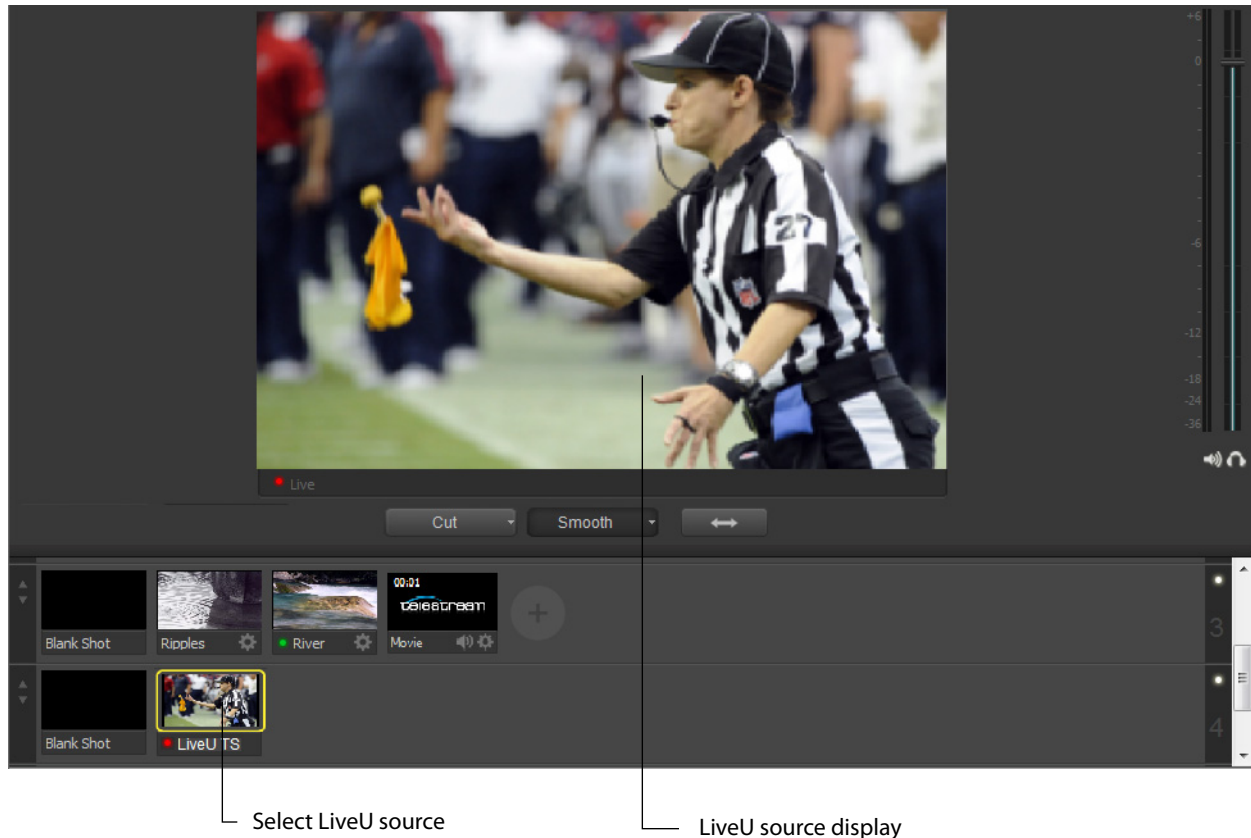 +6
0
27
-6
-12
-18
-24
-36
Live
Cut
Smooth
00:01
telestream
Blank Shot
Ripples
River
Movie
3
Blank Shot
LiveU TS
4
Select LiveU source
LiveU source display